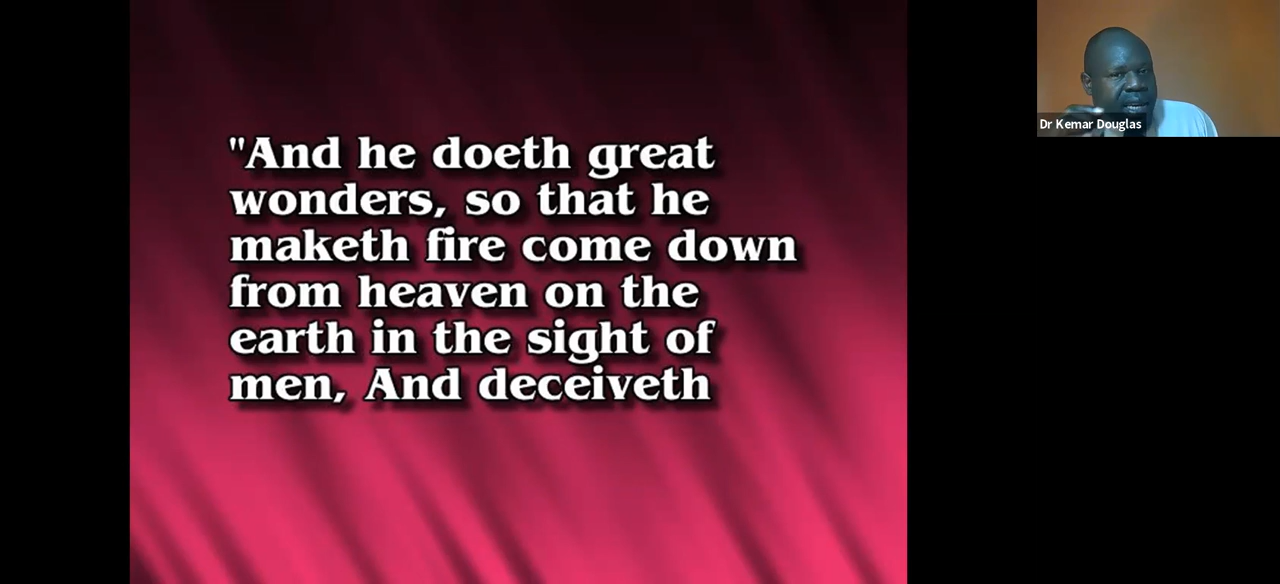 "And he doeth great
wonders, so that he
maketh fire come down
from heaven on the
earth in the sight of
men, And deceiveth
Dr Kemar Douglas